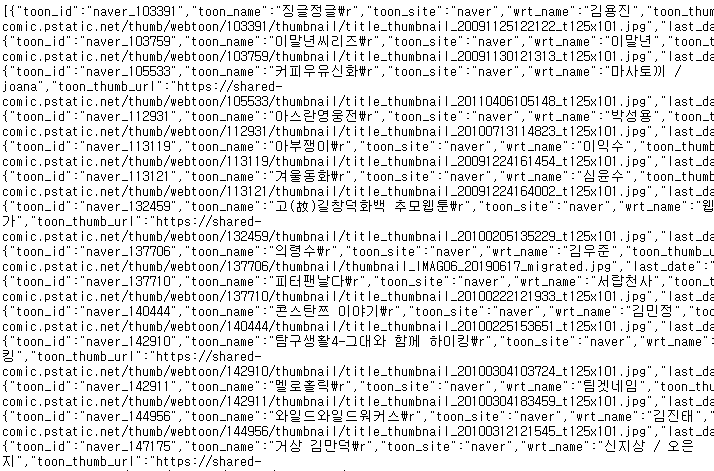 [{"toon_id":"naver_103391","toon_name":"징글정글₩r","toon_site":"naver","wrt_name":"김용진","toon_thum
comic.pstatic.net/thumb/webtoon/103391/thumbnail/title_thumbnail_20091125122122_t125x101.jpg","last_da
{"toon_id":"naver_103759","toon_name":"이말년씨리즈₩r","toon_site":"naver","wrt_name":"이말년","toon_t
comic.pstatic.net/thumb/webtoon/103759/thumbnail/title_thumbnail_20091130121313_t125x101.jpg","last_da
{"toon_id":"naver_105533","toon_name":"커피우유신화₩r","toon_site":"naver","wrt_name":"마사토끼 /
joana","toon_thumb_url":"https://shared-
comic.pstatic.net/thumb/webtoon/105533/thumbnail/title_thumbnail_20110406105148_t125x101.jpg","last_da
{"toon_id":"naver_112931","toon_name":"아스란영웅전₩r","toon_site":"naver","wrt_name":"박성용","toon_t
comic.pstatic.net/thumb/webtoon/112931/thumbnail/title_thumbnail_20100713114823_t125x101.jpg","last_da
{"toon_id":"naver_113119","toon_name":"아부쟁이₩r","toon_site":"naver","wrt_name":"이익수","toon_thumb
comic.pstatic.net/thumb/webtoon/113119/thumbnail/title_thumbnail_20091224161454_t125x101.jpg","last_da
{"toon_id":"naver_113121","toon_name":"겨울동화₩r","toon_site":"naver","wrt_name":"심윤수","toon_thumb
comic.pstatic.net/thumb/webtoon/113121/thumbnail/title_thumbnail_20091224164002_t125x101.jpg","last_da
{"toon_id":"naver_132459","toon_name":"고(故)길창덕화백 추모웹툰₩r","toon_site":"naver","wrt_name":"웹
가","toon_thumb_url":"https://shared-
comic.pstatic.net/thumb/webtoon/132459/thumbnail/title_thumbnail_20100205135229_t125x101.jpg","last_da
{"toon_id":"naver_137706","toon_name":"의령수₩r","toon_site":"naver","wrt_name":"김우준","toon_thumb_u
comic.pstatic.net/thumb/webtoon/137706/thumbnail/thumbnail_IMAG06_20190617_migrated.jpg","last_date":"
{"toon_id":"naver_137710","toon_name":"피터팬날다₩r","toon_site":"naver","wrt_name":"서랍천사","toon_t
comic.pstatic.net/thumb/webtoon/137710/thumbnail/title_thumbnail_20100222121933_t125x101.jpg","last_da
{"toon_id":"naver_140444","toon_name":"콘스탄쯔 이야기₩r","toon_site":"naver","wrt_name":"김민정","toon
comic.pstatic.net/thumb/webtoon/140444/thumbnail/title_thumbnail_20100225153651_t125x101.jpg","last_da
{"toon_id":"naver_142910","toon_name":"탐구생활4-그대와 함께 하이킹₩r","toon_site":"naver","wrt_name":"
킹","toon_thumb_url":"https://shared-
comic.pstatic.net/thumb/webtoon/142910/thumbnail/title_thumbnail_20100304103724_t125x101.jpg","last_da
{"toon_id":"naver_142911","toon_name":"멜로홀릭₩r","toon_site":"naver","wrt_name":"팀겟네임","toon_thu
comic.pstatic.net/thumb/webtoon/142911/thumbnail/title_thumbnail_20100304183459_t125x101.jpg","last_da
{"toon_id":"naver_144956","toon_name":"와일드와일드워커스₩r","toon_site":"naver","wrt_name":"김진태","
comic.pstatic.net/thumb/webtoon/144956/thumbnail/title_thumbnail_20100312121545_t125x101.jpg","last_da
{"toon_id":"naver_147175","toon_name":"거상 김만덕₩r","toon_site":"naver","wrt_name":"신지상 / 오은
지","toon_thumb_url":"https://shared-